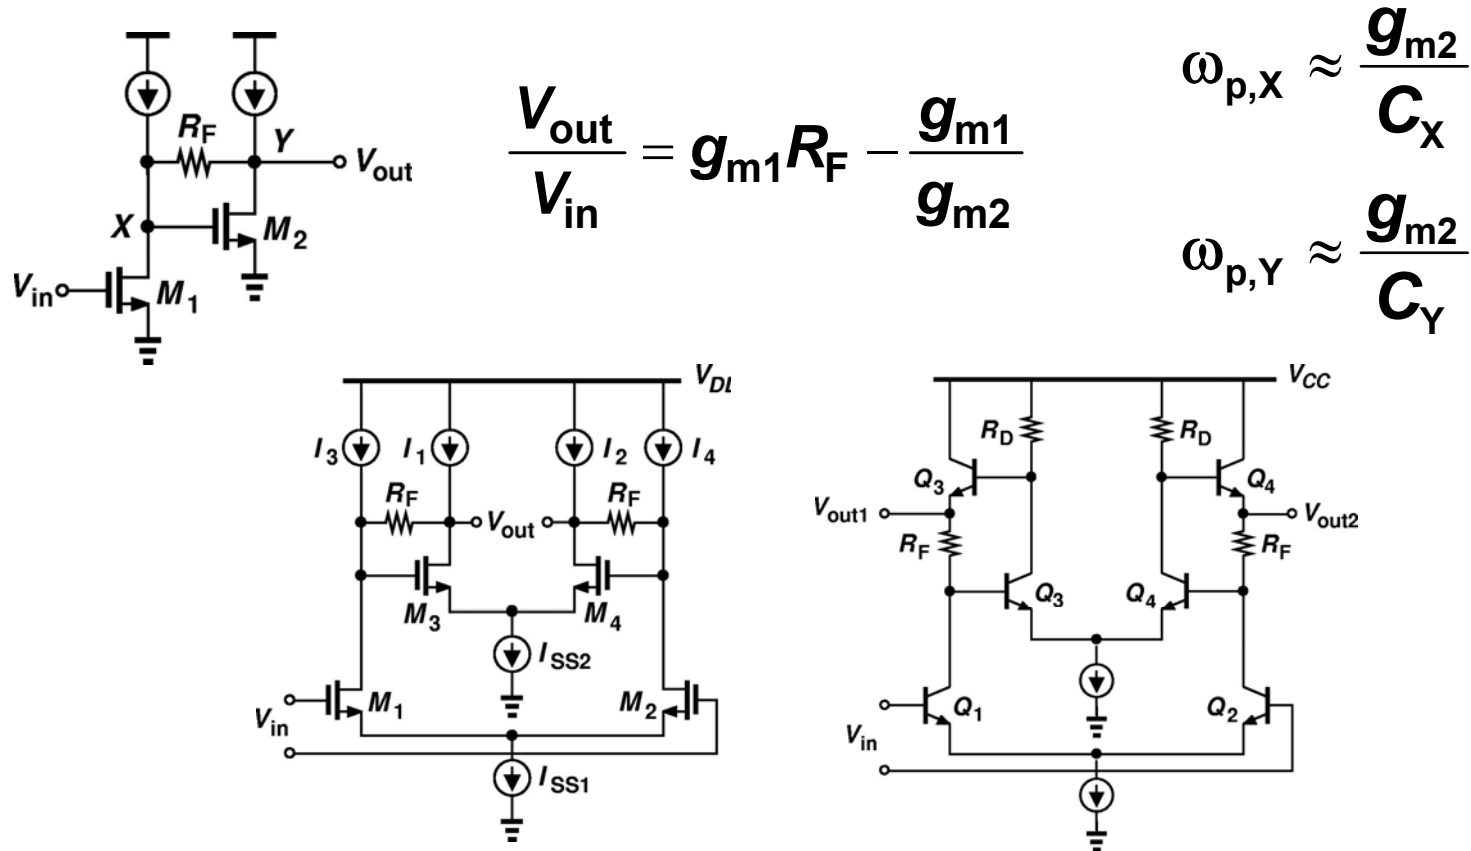 R_F Y
V_out
X M_2
V_in M_1
V_out / V_in = g_m1 R_F − g_m1 / g_m2
ω_p,X ≈ g_m2 / C_X
ω_p,Y ≈ g_m2 / C_Y
V_DD
I_3 I_1 I_2 I_4
R_F R_F
V_out
M_3 M_4
I_SS2
M_1 M_2
V_in
I_SS1
V_CC
R_D R_D
Q_3 Q_4
V_out1 V_out2
R_F R_F
Q_3 Q_4
Q_1 Q_2
V_in